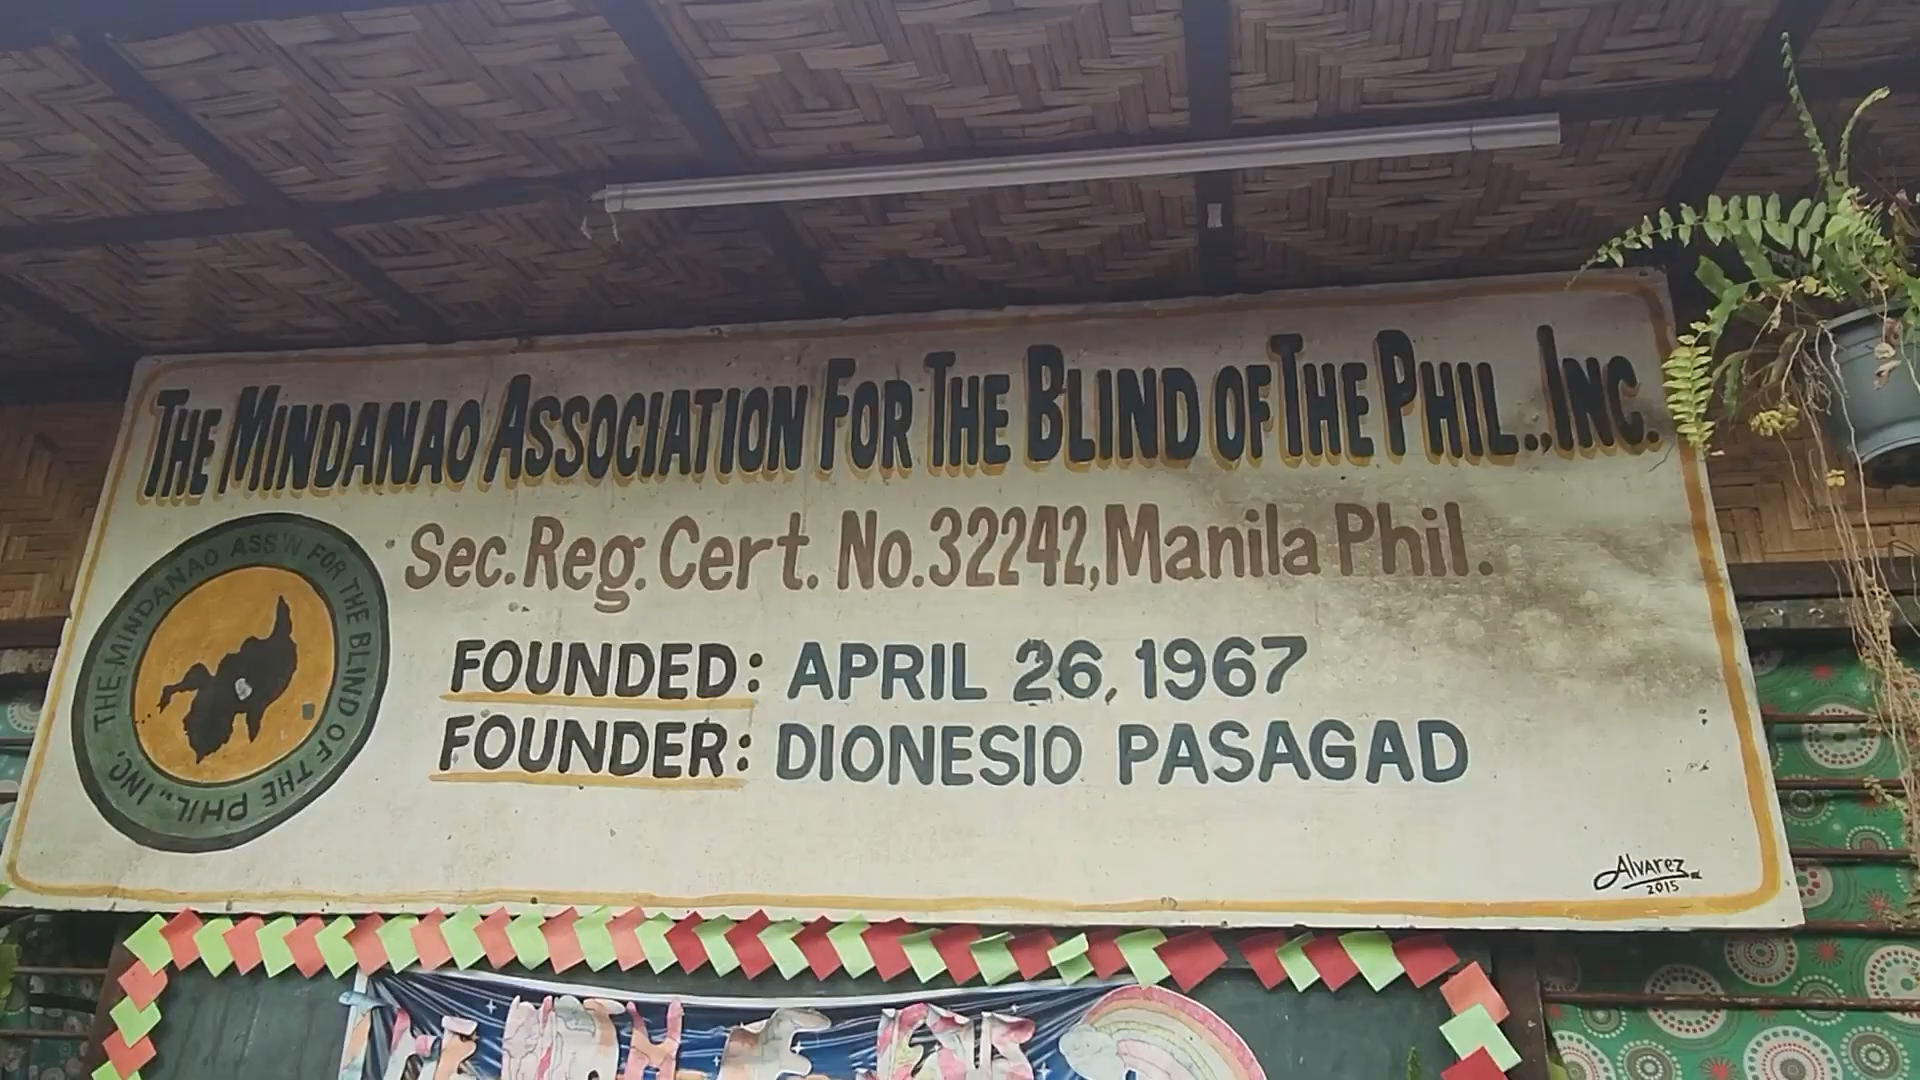 THE MINDANAO ASSOCIATION FOR THE BLIND OF THE PHIL., INC.
Sec. Reg. Cert. No. 32242, Manila Phil.
THE MINDANAO ASS'N FOR THE BLIND OF THE PHIL., INC.
FOUNDED: APRIL 26, 1967
FOUNDER: DIONESIO PASAGAD
Alvarez
2015